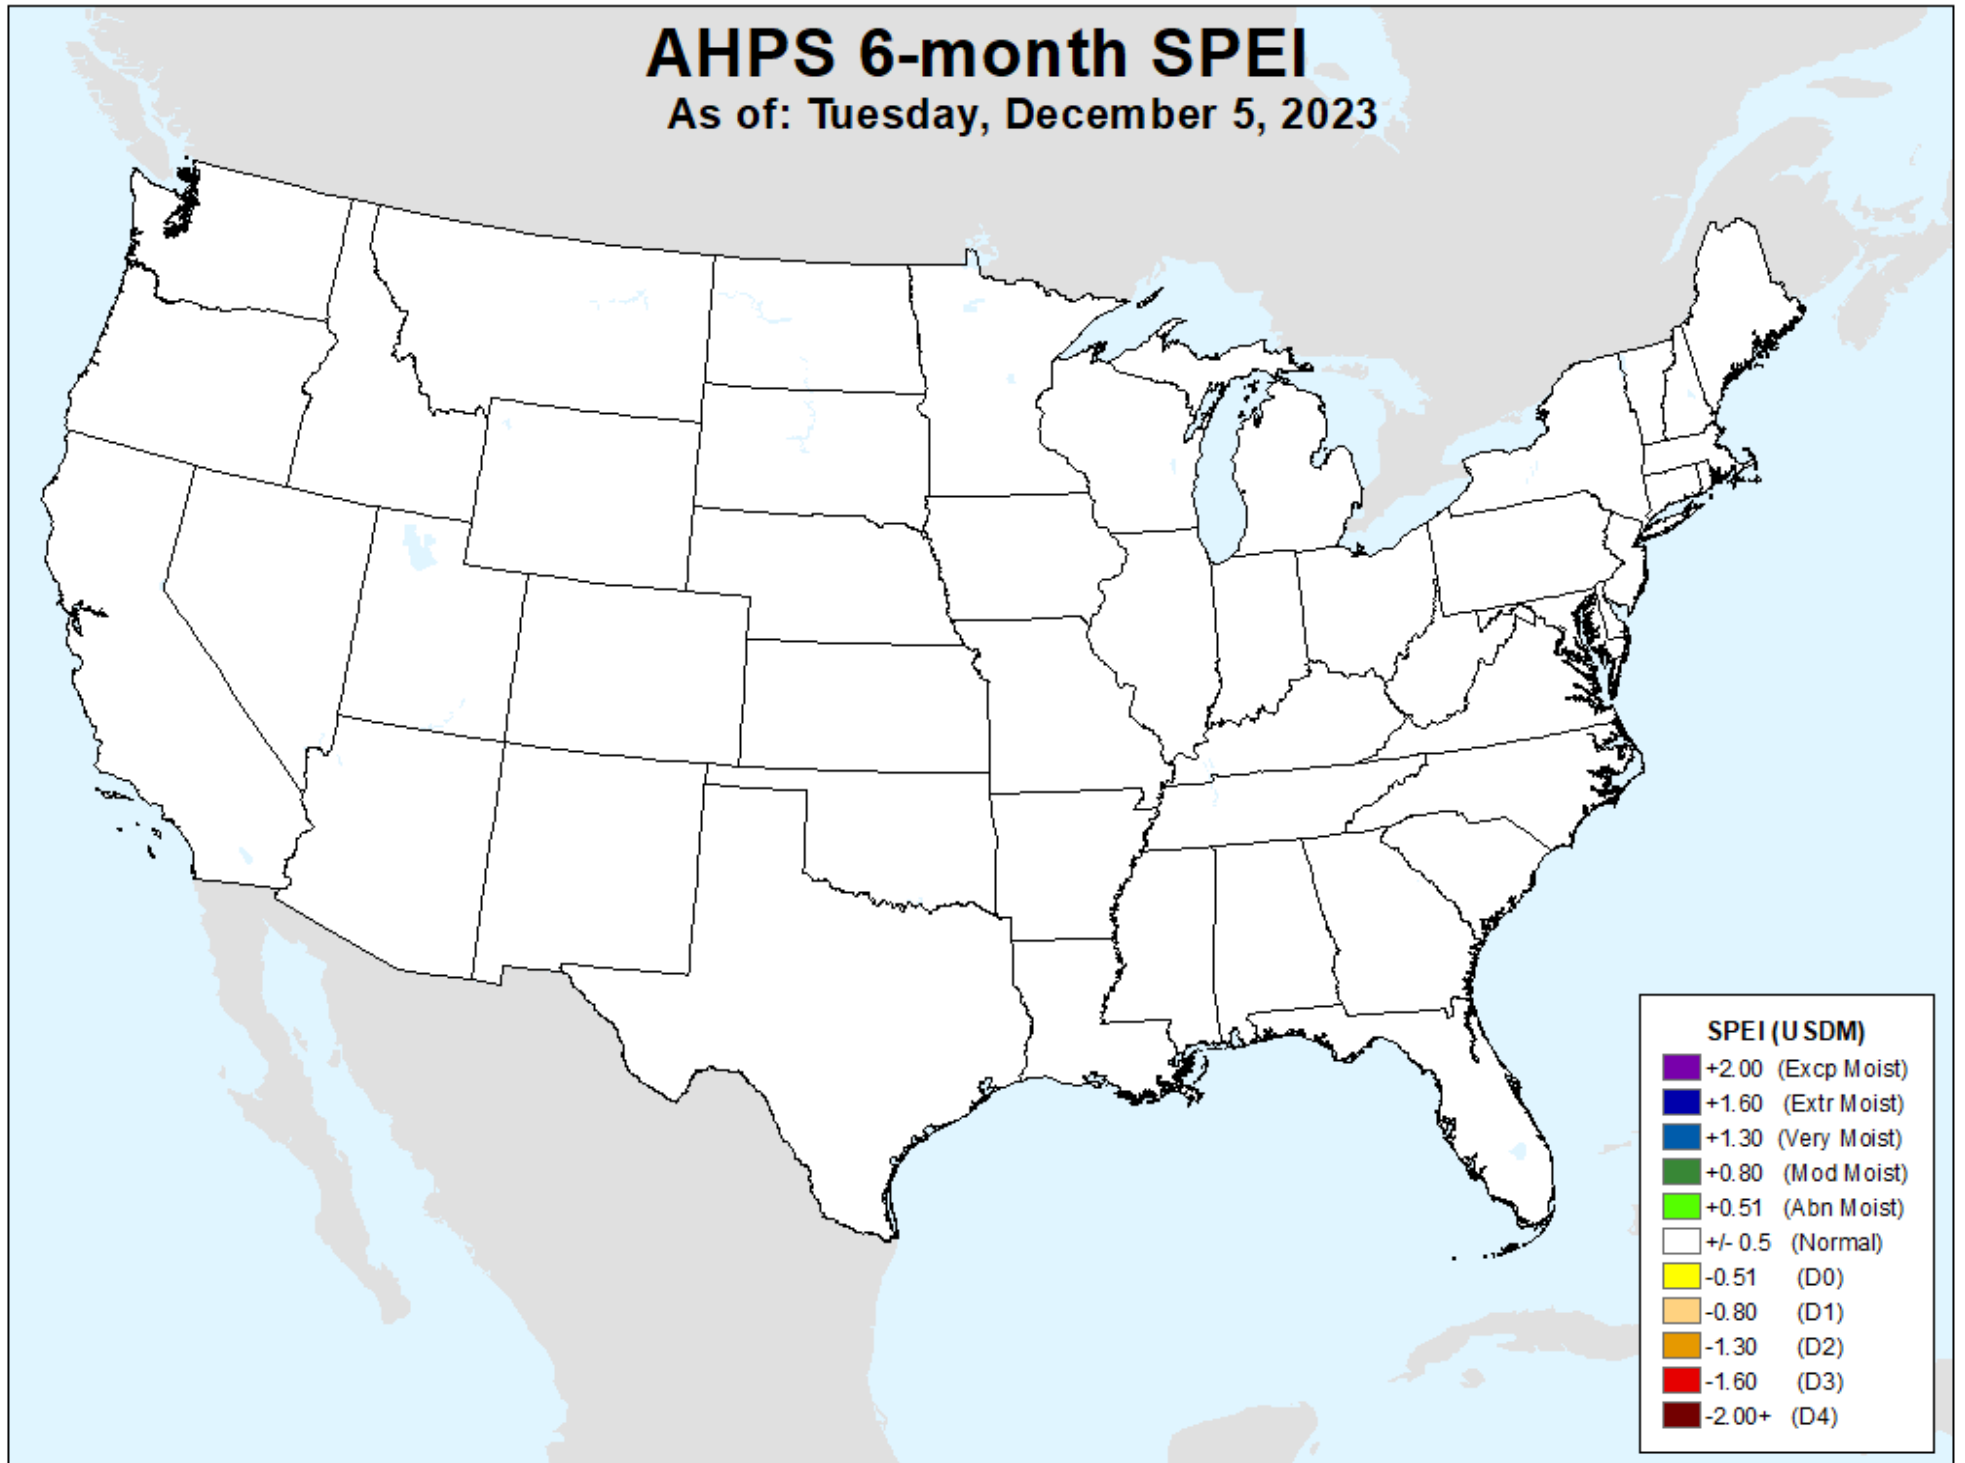 AHPS 6-month SPEI
As of: Tuesday, December 5, 2023
SPEI (USDM)
+2.00 (Excp Moist)
+1.60 (Extr Moist)
+1.30 (Very Moist)
+0.80 (Mod Moist)
+0.51 (Abn Moist)
+/- 0.5 (Normal)
-0.51 (D0)
-0.80 (D1)
-1.30 (D2)
-1.60 (D3)
-2.00+ (D4)